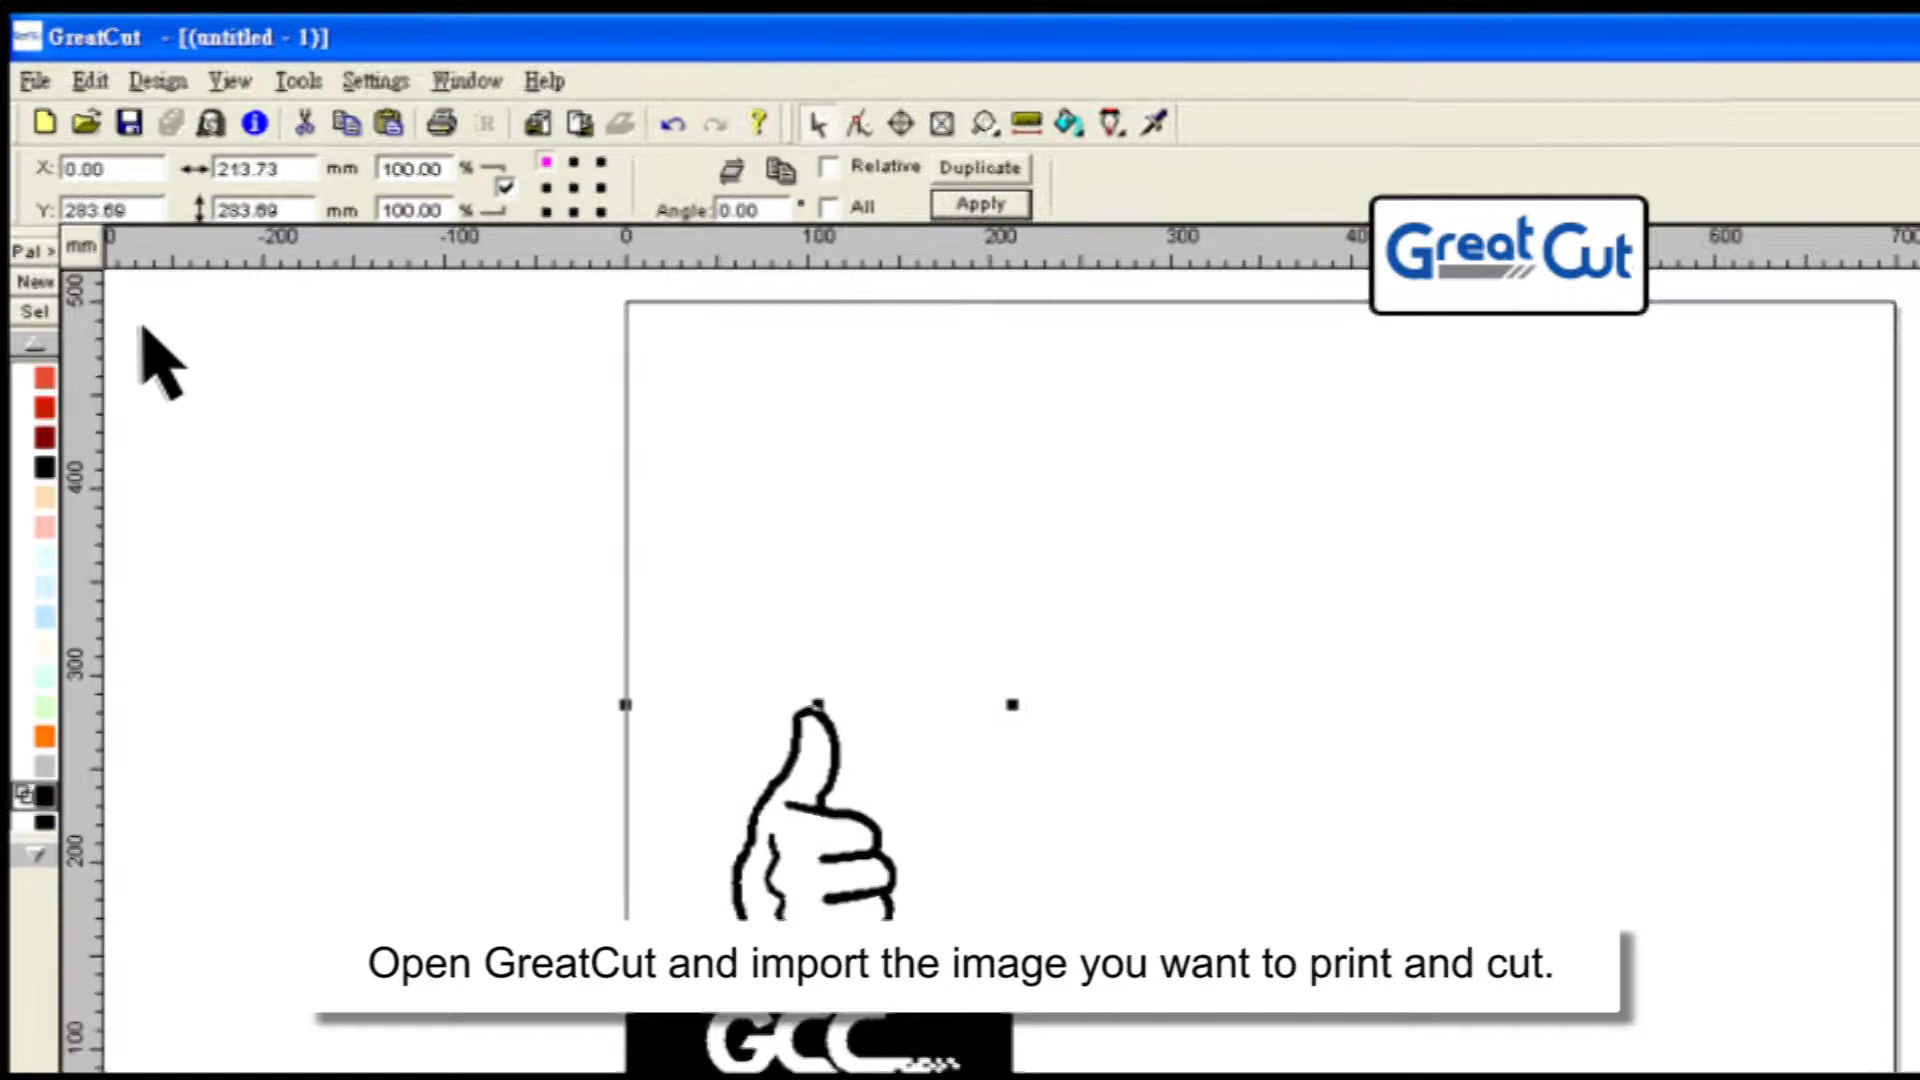 GreatCut - [(untitled - 1)]
File Edit Design View Tools Settings Window Help
X: 0.00 213.73 mm 100.00 % Relative Duplicate
Y: 283.69 283.69 mm 100.00 % Angle: 0.00 ° All Apply
Pal > mm 0 -200 -100 0 100 200 300 40 600 700
New
Sel
500
400
300
200
100
Great Cut
Open GreatCut and import the image you want to print and cut.
GCC